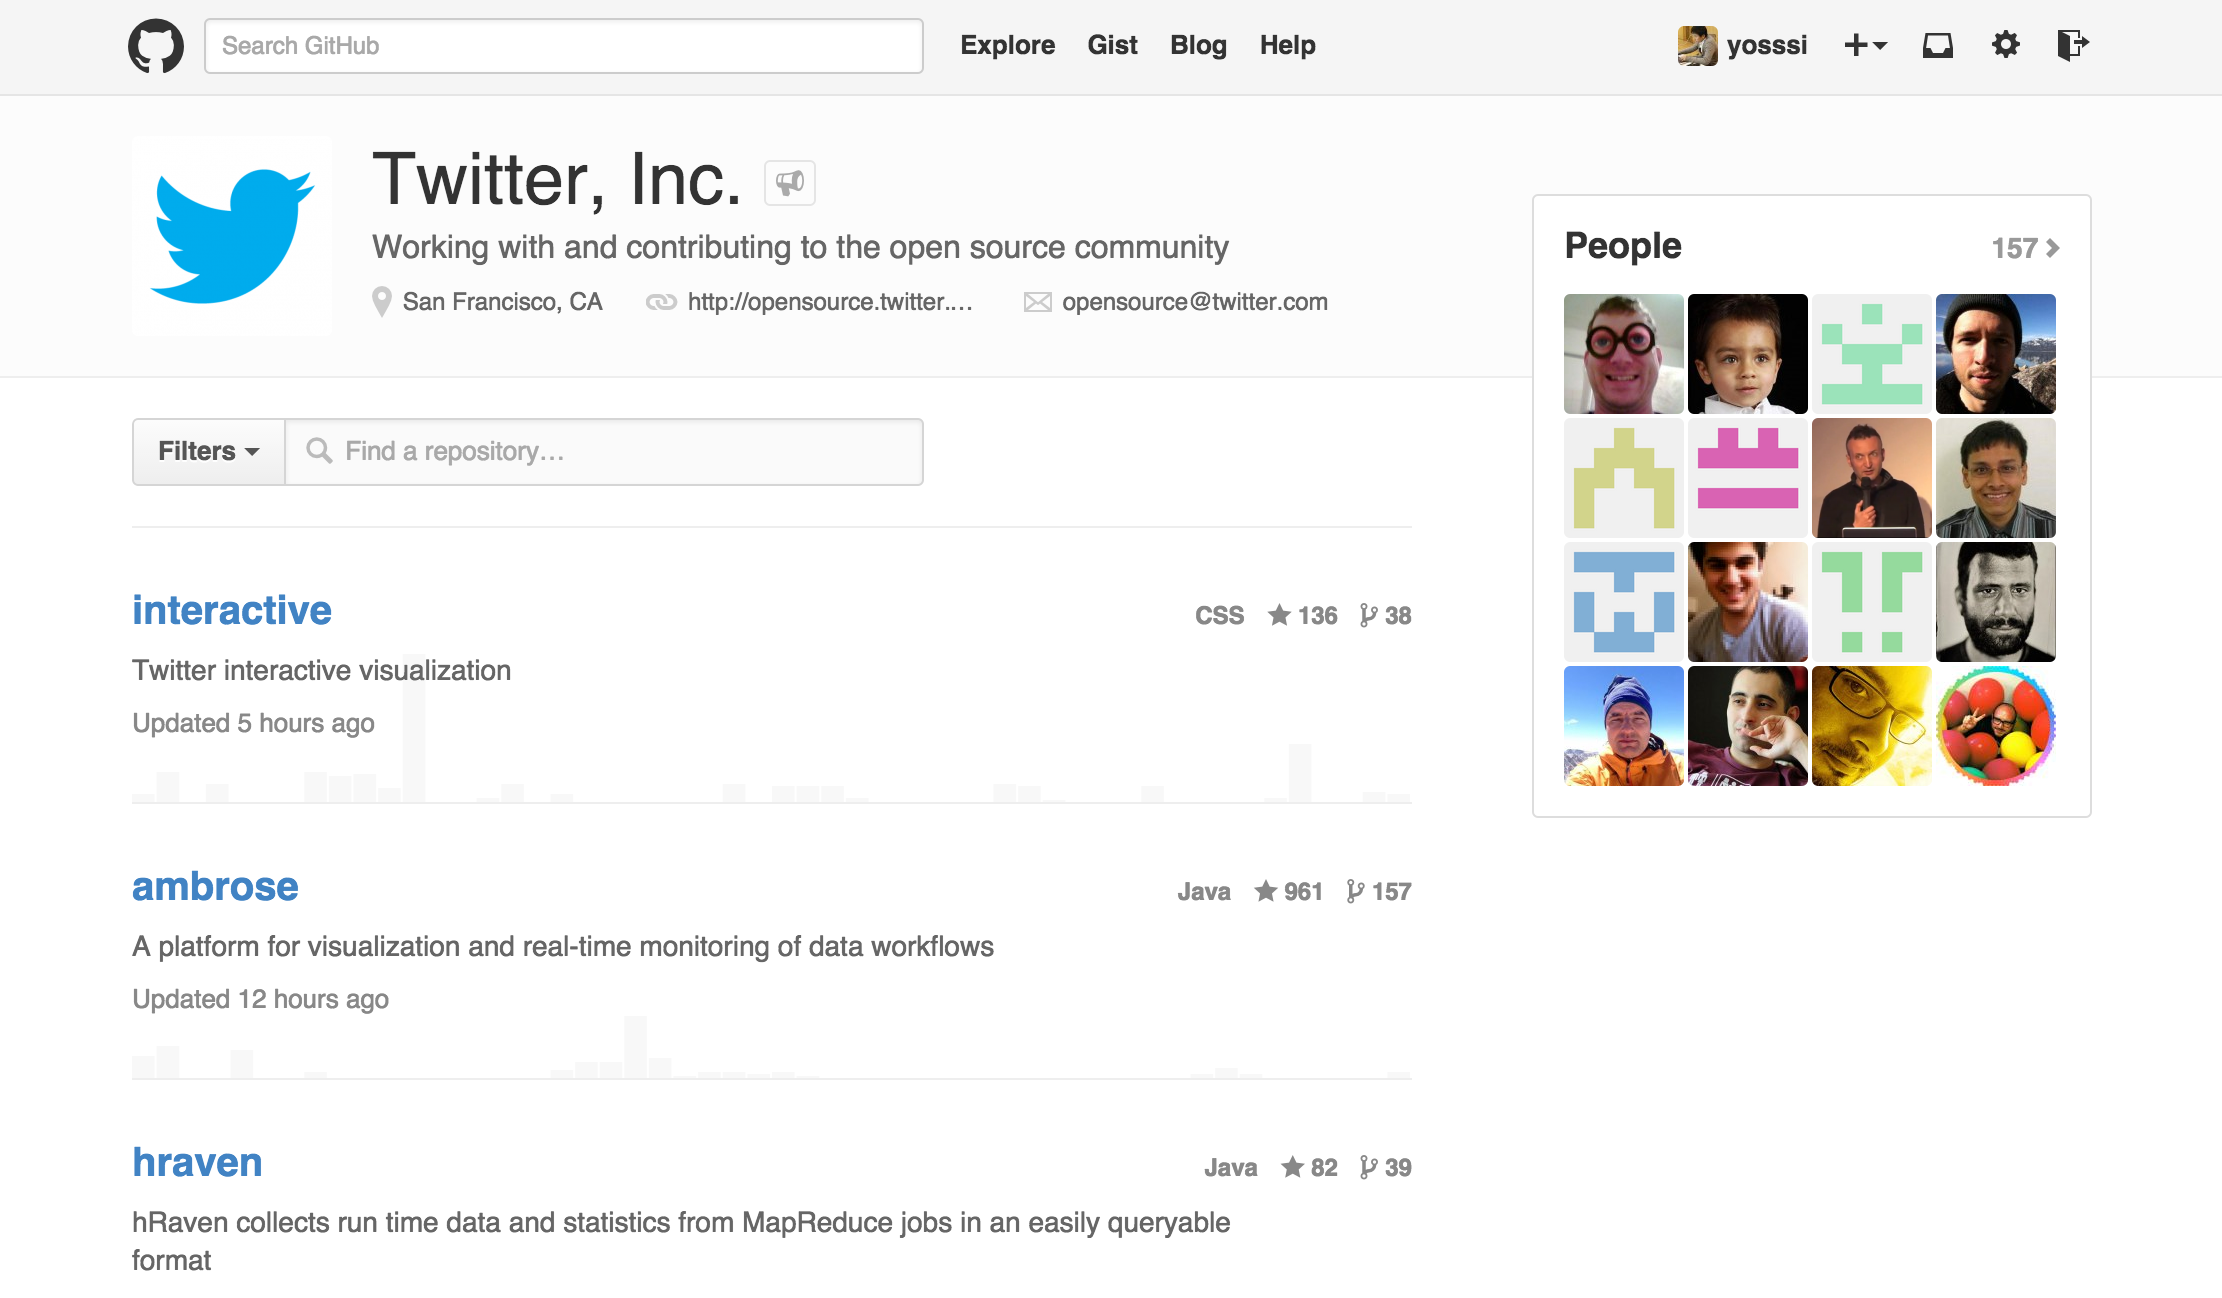 Search GitHub
Explore Gist Blog Help
yosssi
Twitter, Inc.
Working with and contributing to the open source community
San Francisco, CA http://opensource.twitter.… opensource@twitter.com
People 157
Filters Find a repository…
interactive CSS 136 38
Twitter interactive visualization
Updated 5 hours ago
ambrose Java 961 157
A platform for visualization and real-time monitoring of data workflows
Updated 12 hours ago
hraven Java 82 39
hRaven collects run time data and statistics from MapReduce jobs in an easily queryable
format